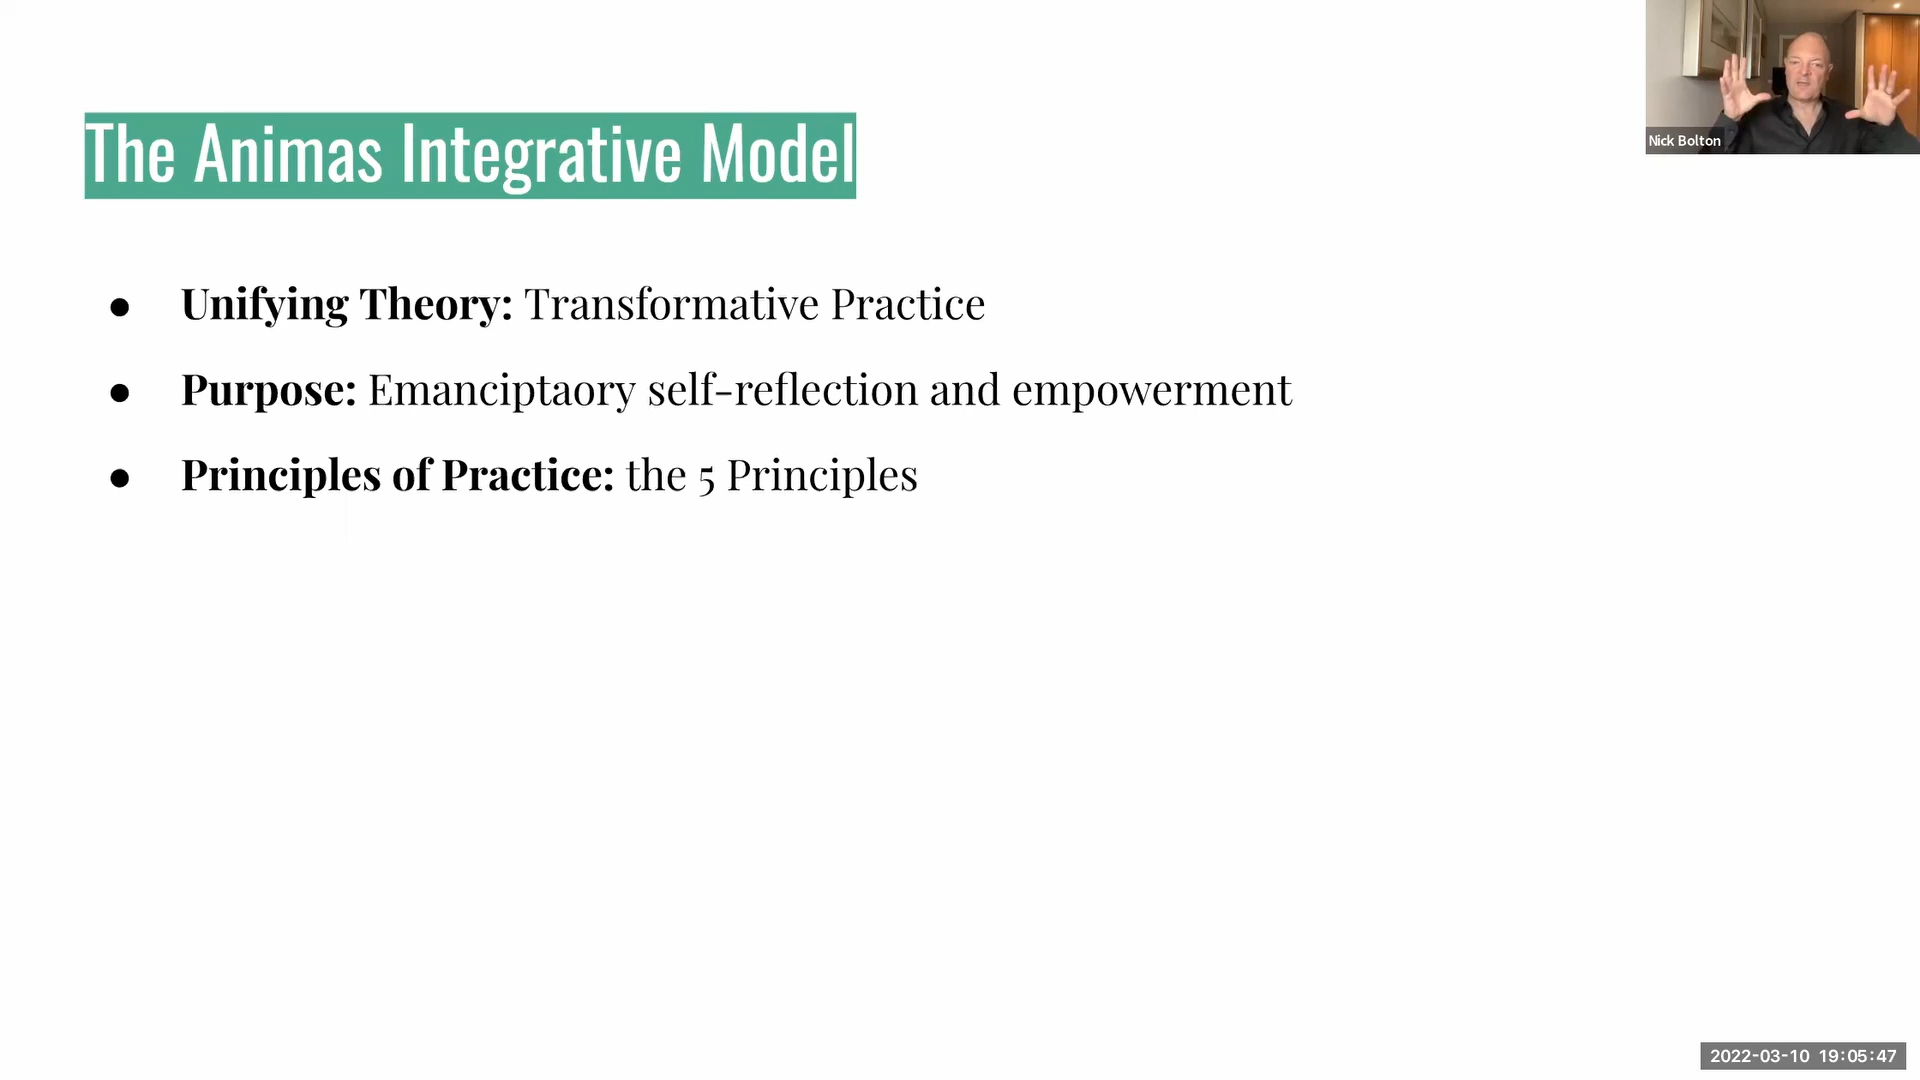 The Animas Integrative Model
Nick Bolton
● Unifying Theory: Transformative Practice
● Purpose: Emanciptaory self-reflection and empowerment
● Principles of Practice: the 5 Principles
2022-03-10 19:05:47